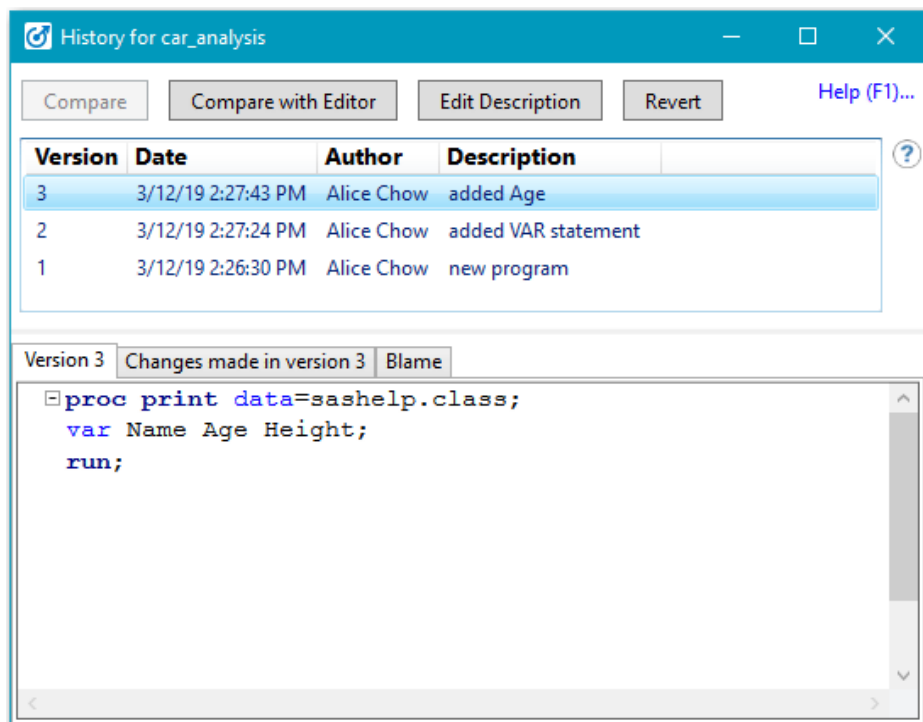 History for car_analysis
Compare Compare with Editor Edit Description Revert Help (F1)...
Version Date Author Description
3 3/12/19 2:27:43 PM Alice Chow added Age
2 3/12/19 2:27:24 PM Alice Chow added VAR statement
1 3/12/19 2:26:30 PM Alice Chow new program
Version 3 Changes made in version 3 Blame
proc print data=sashelp.class;
var Name Age Height;
run;